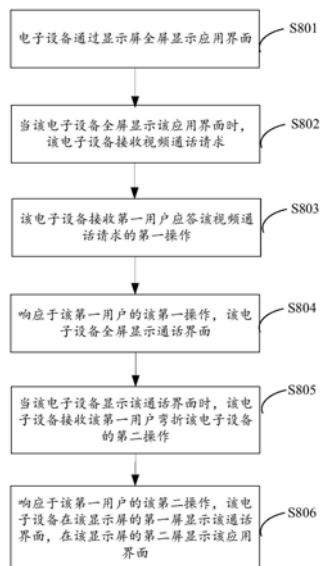 电子设备通过显示屏全屏显示应用界面
S801
当该电子设备全屏显示该应用界面时,
该电子设备接收视频通话请求
S802
该电子设备接收第一用户应答该视频通
话请求的第一操作
S803
响应于该第一用户的该第一操作,该电
子设备全屏显示通话界面
S804
当该电子设备显示该通话界面时,该电
子设备接收该第一用户弯折该电子设备
的第二操作
S805
响应于该第一用户的该第二操作,该电
子设备在该显示屏的第一屏显示该通话
界面,在该显示屏的第二屏显示该应用
界面
S806